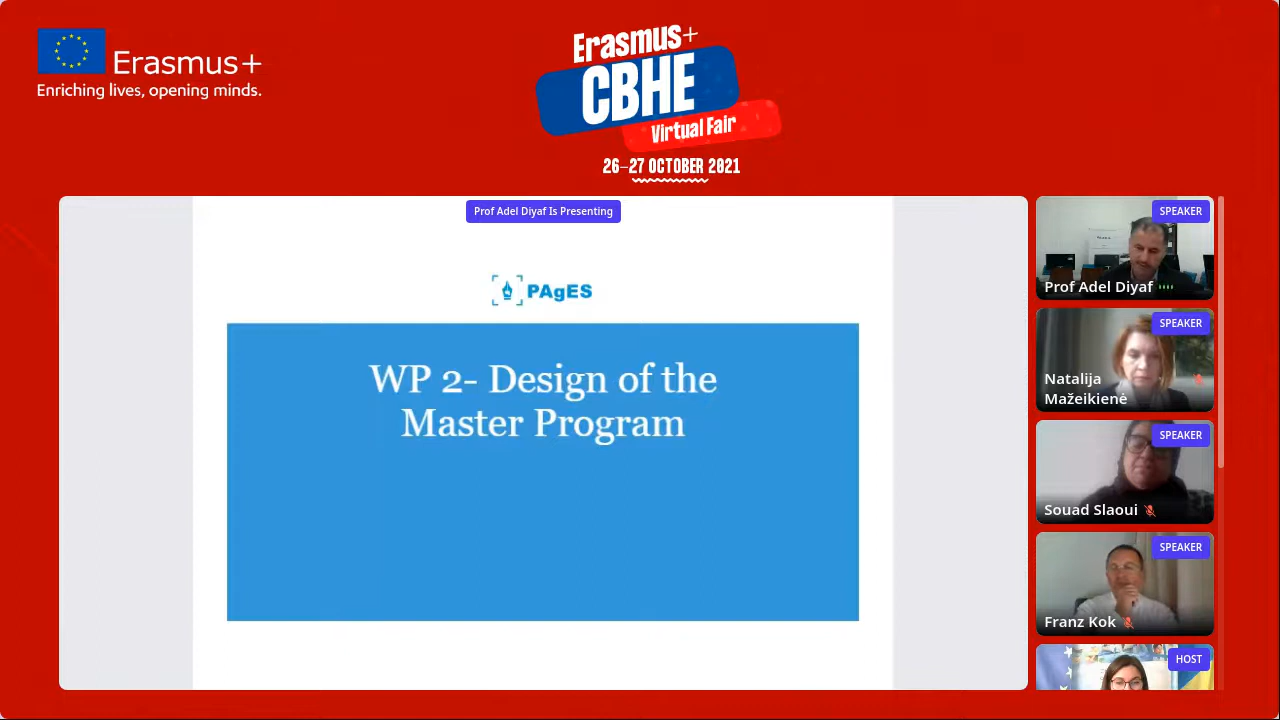 Erasmus+
Enriching lives, opening minds.
Erasmus+
CBHE
Virtual Fair
26–27 OCTOBER 2021
Prof Adel Diyaf Is Presenting
PAgES
WP 2- Design of the
Master Program
SPEAKER
Prof Adel Diyaf
SPEAKER
Natalija
Mažeikienė
SPEAKER
Souad Slaoui
SPEAKER
Franz Kok
HOST